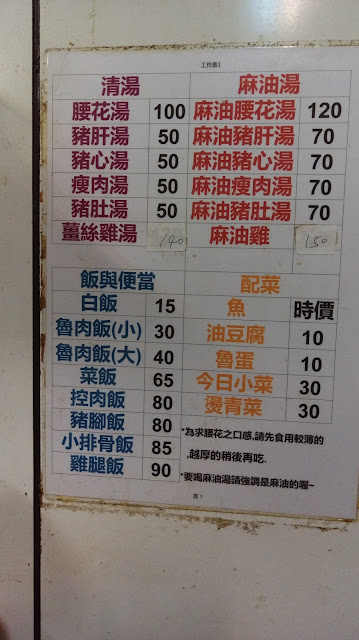 工作表1
清湯 麻油湯
腰花湯 100 麻油腰花湯 120
豬肝湯 50 麻油豬肝湯 70
豬心湯 50 麻油豬心湯 70
瘦肉湯 50 麻油瘦肉湯 70
豬肚湯 50 麻油豬肚湯 70
薑絲雞湯 140 麻油雞 150
飯與便當 配菜
白飯 15 魚 時價
魯肉飯(小) 30 油豆腐 10
魯肉飯(大) 40 魯蛋 10
菜飯 65 今日小菜 30
控肉飯 80 燙青菜 30
豬腳飯 80 *為求腰花之口感,請先食用較薄的
小排骨飯 85 ,越厚的稍後再吃.
雞腿飯 90 *要喝麻油湯請強調是麻油的喔~
頁 1